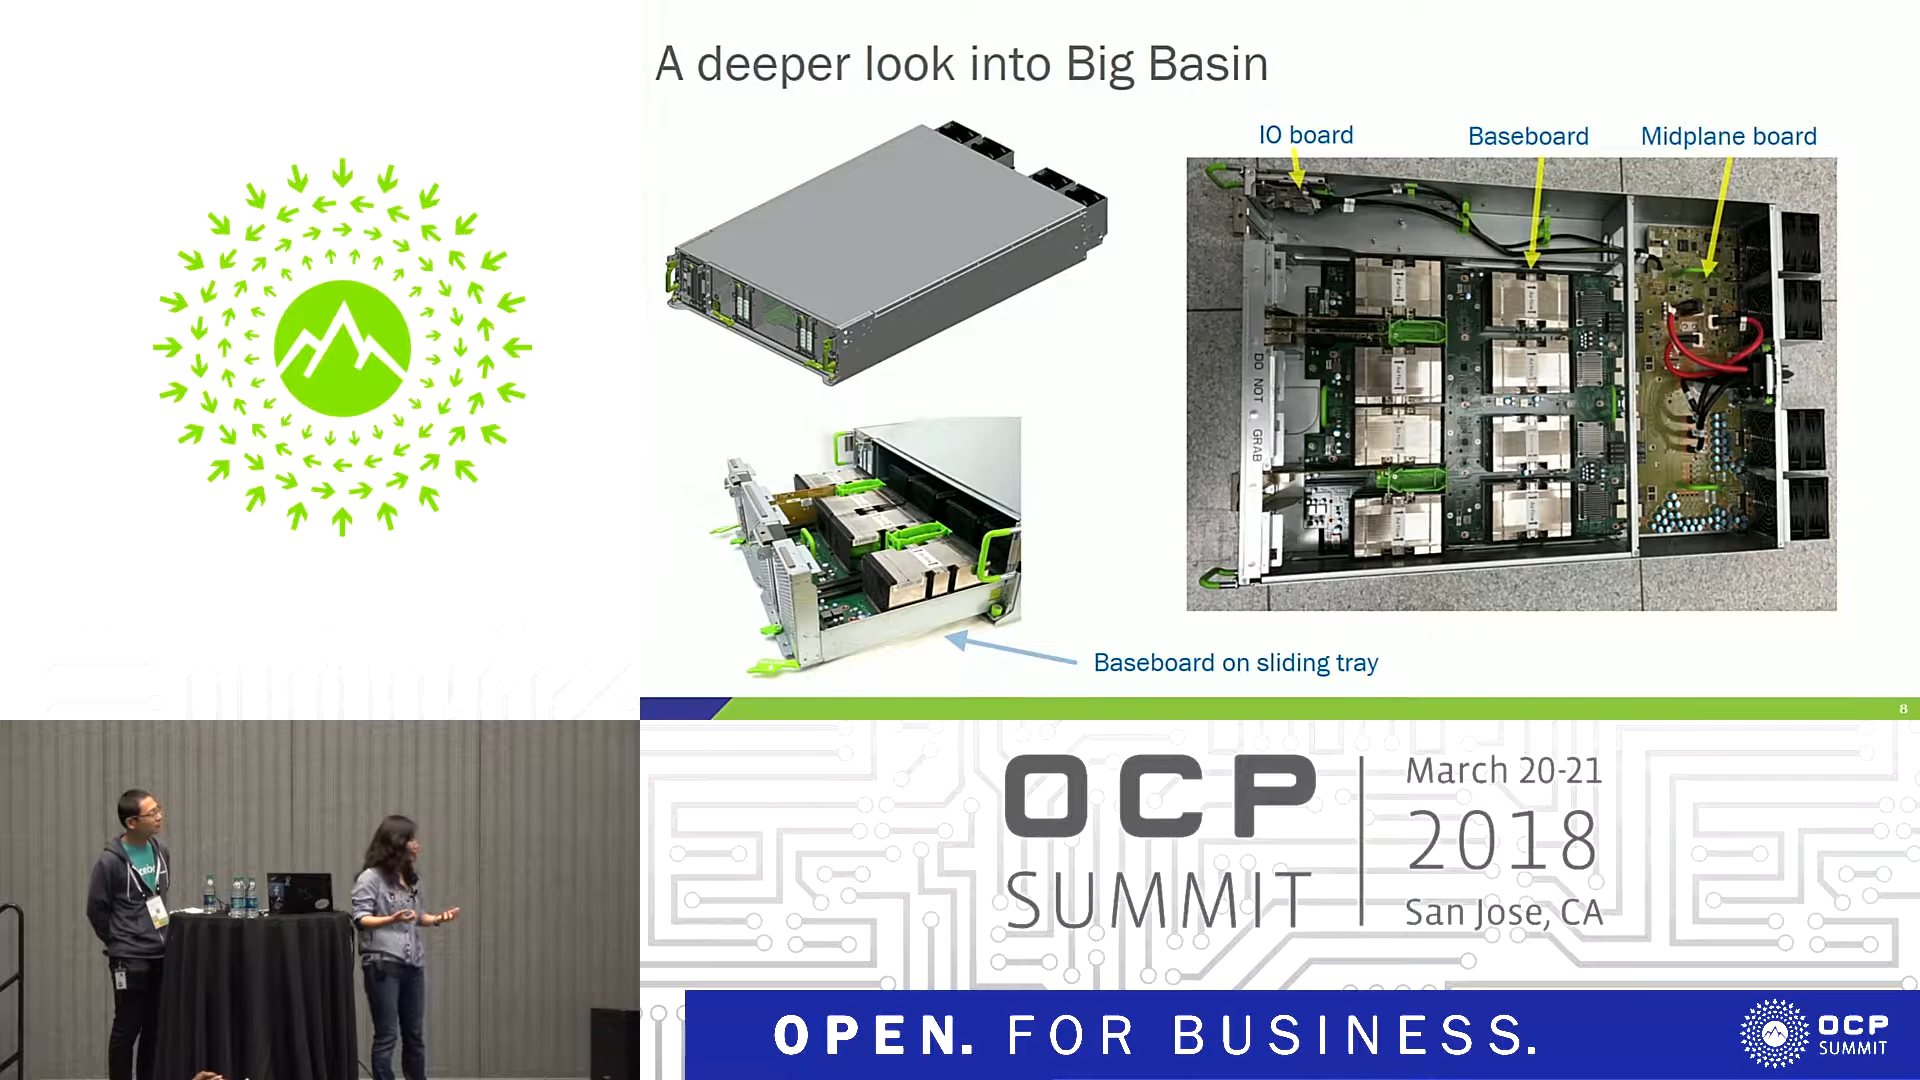 A deeper look into Big Basin
IO board
Baseboard
Midplane board
DO NOT GRAB
Baseboard on sliding tray
8
OCP
SUMMIT
March 20-21
2018
San Jose, CA
OPEN. FOR BUSINESS.
OCP
SUMMIT